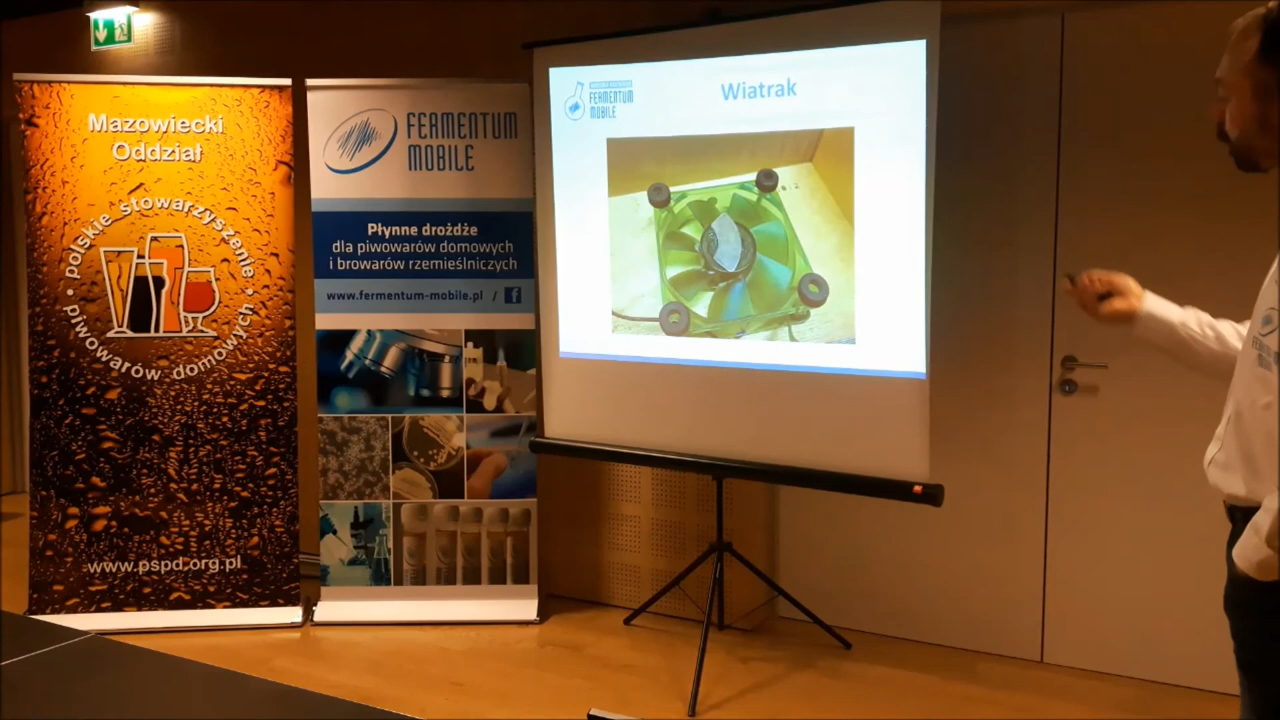 Mazowiecki
Oddział
• polskie stowarzyszenie •
piwowarów domowych
www.pspd.org.pl
FERMENTUM
MOBILE
Płynne drożdże
dla piwowarów domowych
i browarów rzemieślniczych
www.fermentum-mobile.pl / f
FERMENTUM
MOBILE
Wiatrak